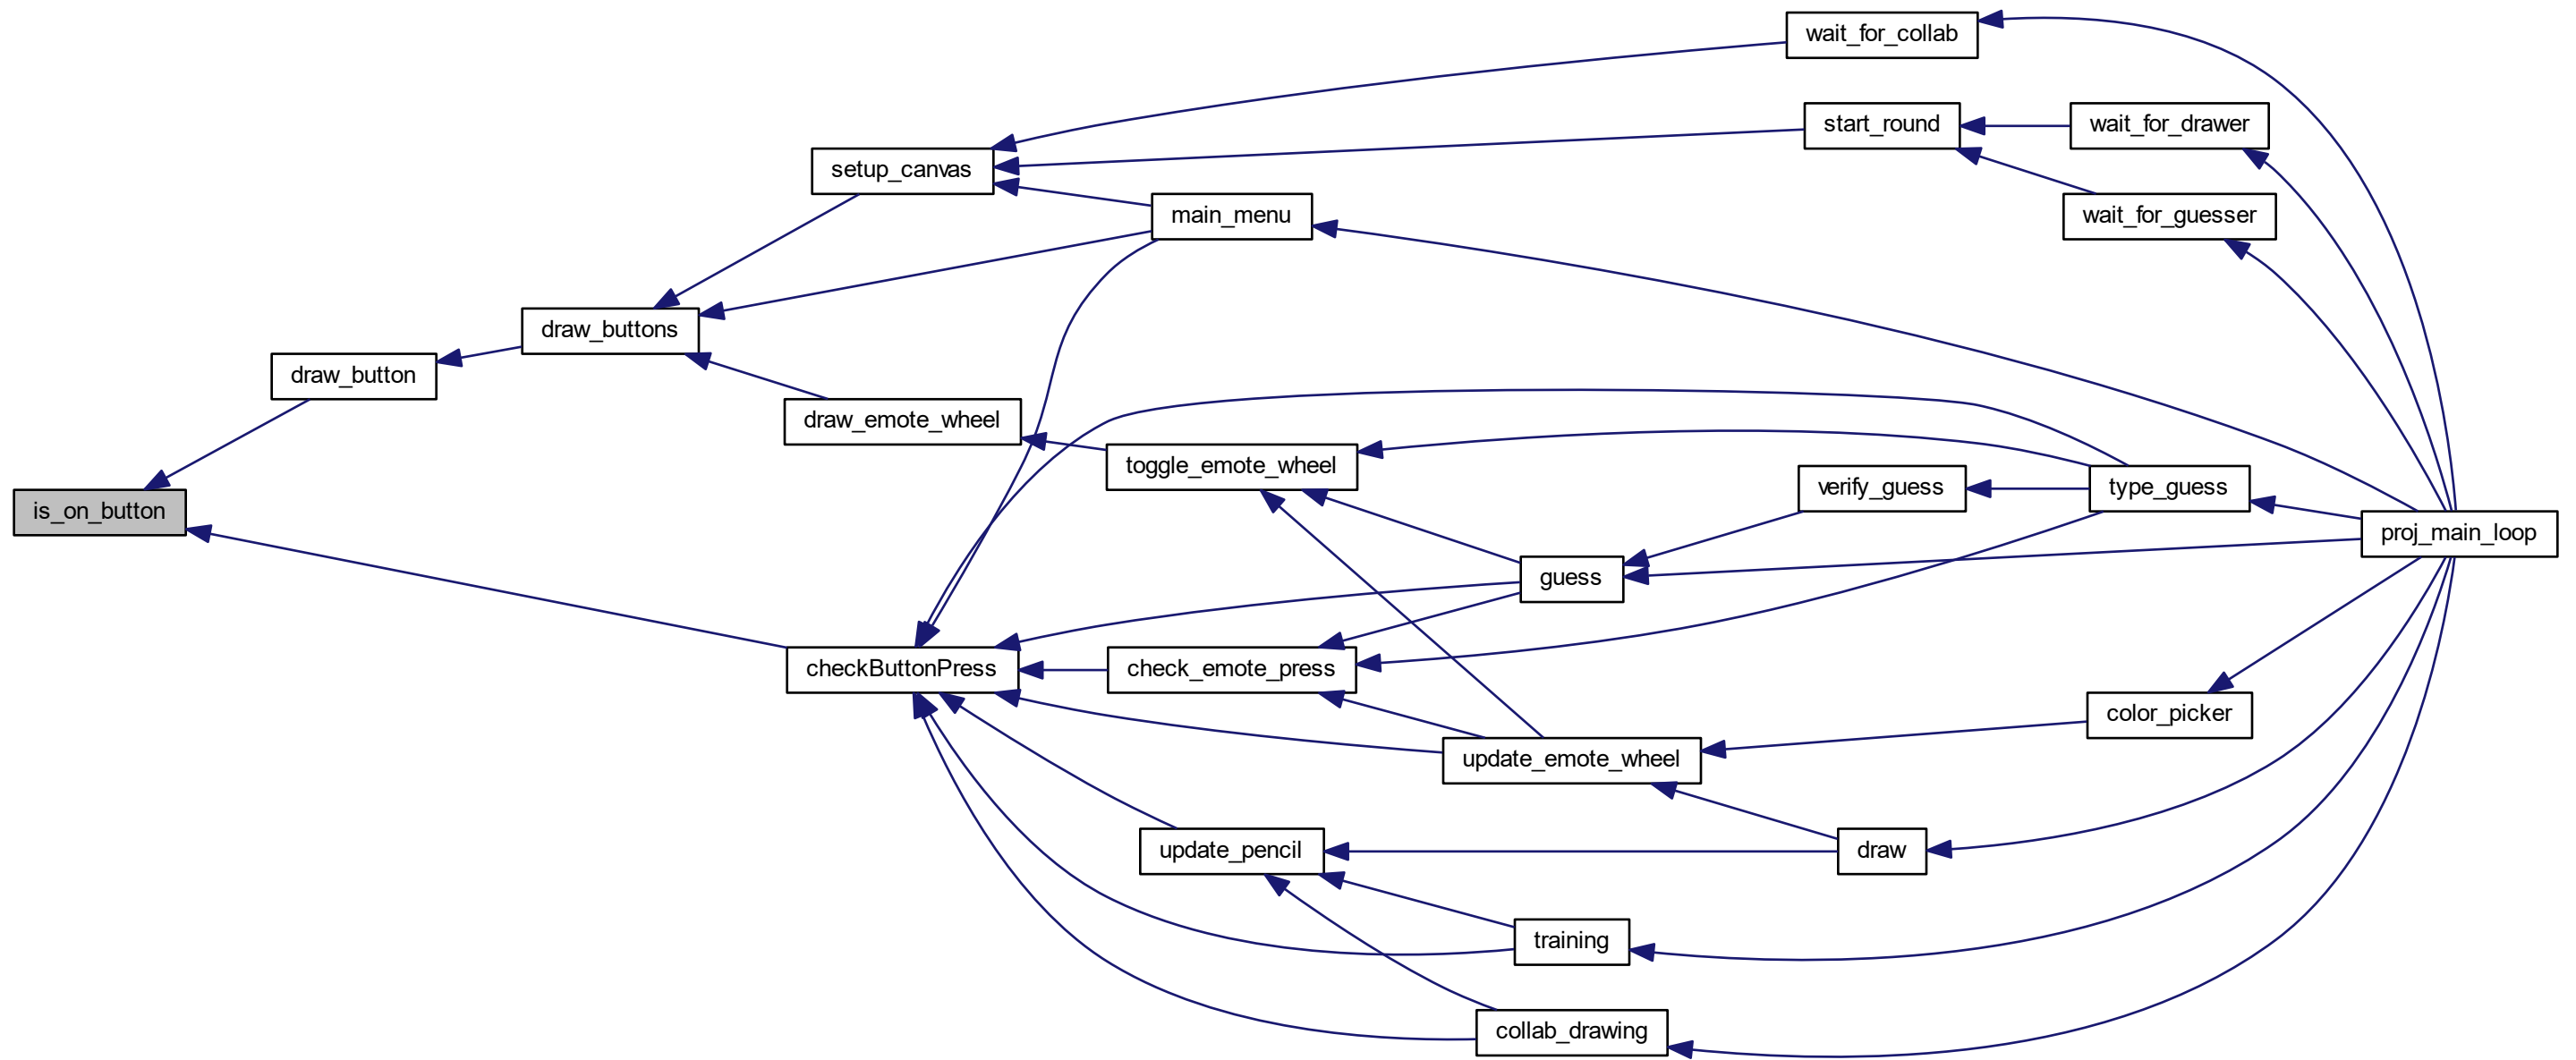 wait_for_collab
start_round
wait_for_drawer
setup_canvas
main_menu
wait_for_guesser
draw_buttons
draw_button
draw_emote_wheel
toggle_emote_wheel
verify_guess
type_guess
is_on_button
proj_main_loop
guess
checkButtonPress
check_emote_press
color_picker
update_emote_wheel
update_pencil
draw
training
collab_drawing